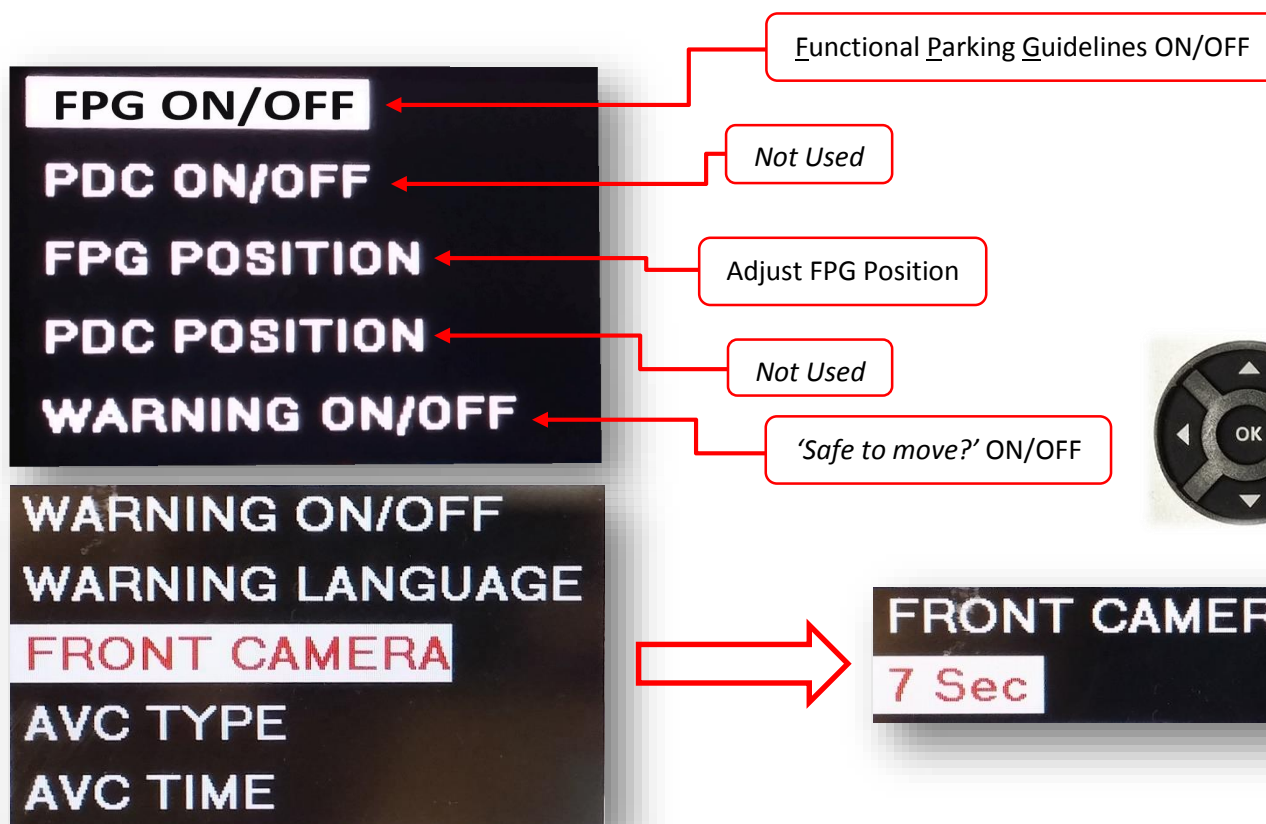 Functional Parking Guidelines ON/OFF
FPG ON/OFF
Not Used
PDC ON/OFF
FPG POSITION
Adjust FPG Position
PDC POSITION
Not Used
WARNING ON/OFF
‘Safe to move?’ ON/OFF
OK
WARNING ON/OFF
WARNING LANGUAGE
FRONT CAMERA
AVC TYPE
AVC TIME
FRONT CAMER
7 Sec